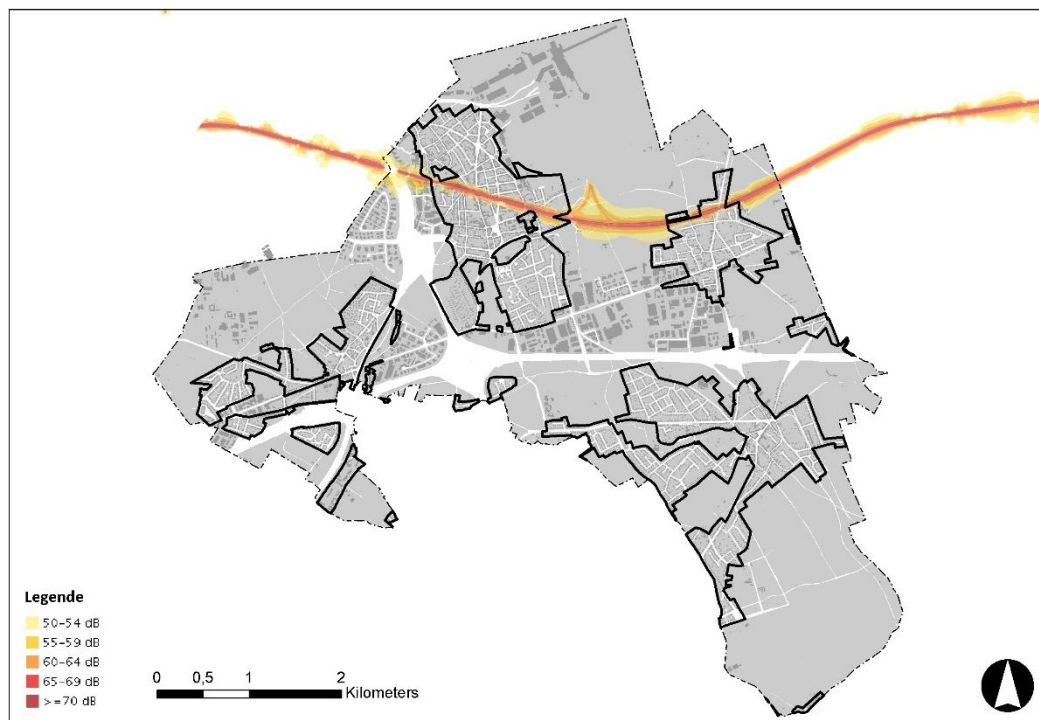 Legende
50-54 dB
55-59 dB
60-64 dB
65-69 dB
>=70 dB
0 0,5 1 2
Kilometers